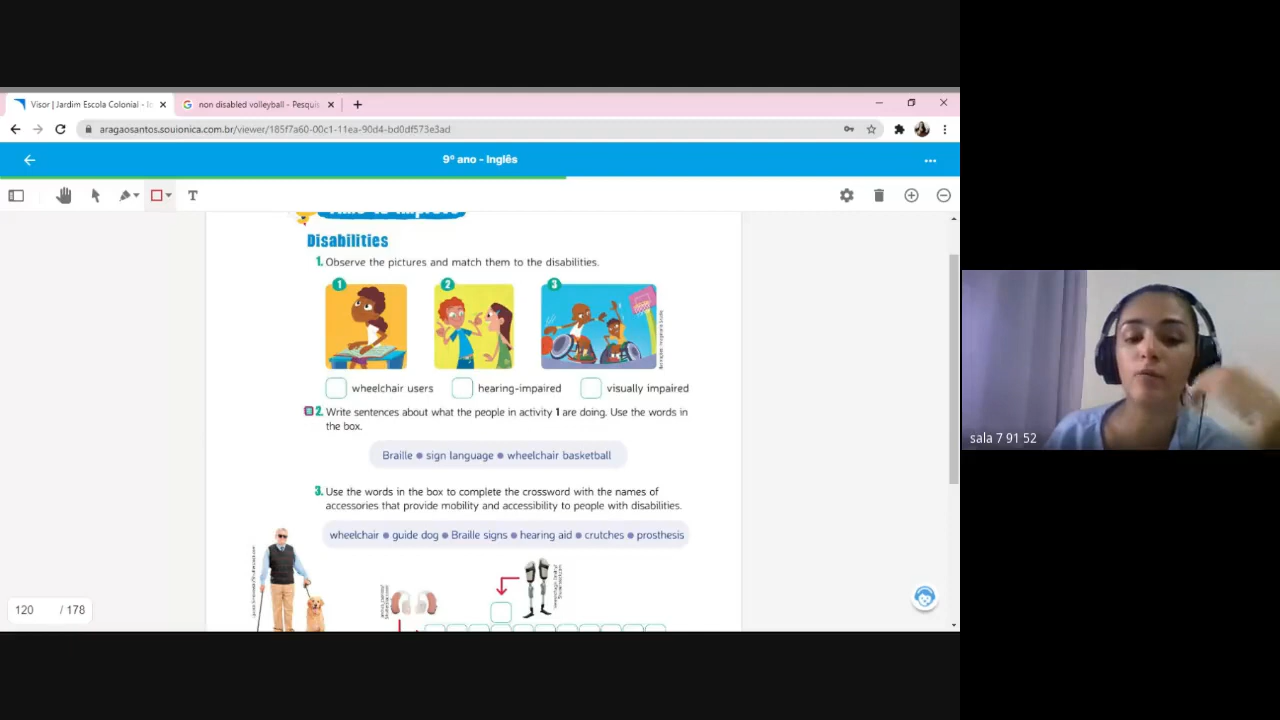 Visor | Jardim Escola Colonial - Io
non disabled volleyball - Pesquis
aragaosantos.souionica.com.br/viewer/185f7a60-00c1-11ea-90d4-bd0df573e3ad
9º ano - Inglês
T
Time to improve
Disabilities
1. Observe the pictures and match them to the disabilities.
1
2
3
wheelchair users
hearing-impaired
visually impaired
2. Write sentences about what the people in activity 1 are doing. Use the words in
the box.
Braille • sign language • wheelchair basketball
3. Use the words in the box to complete the crossword with the names of
accessories that provide mobility and accessibility to people with disabilities.
wheelchair • guide dog • Braille signs • hearing aid • crutches • prosthesis
120 / 178
sala 7 91 52